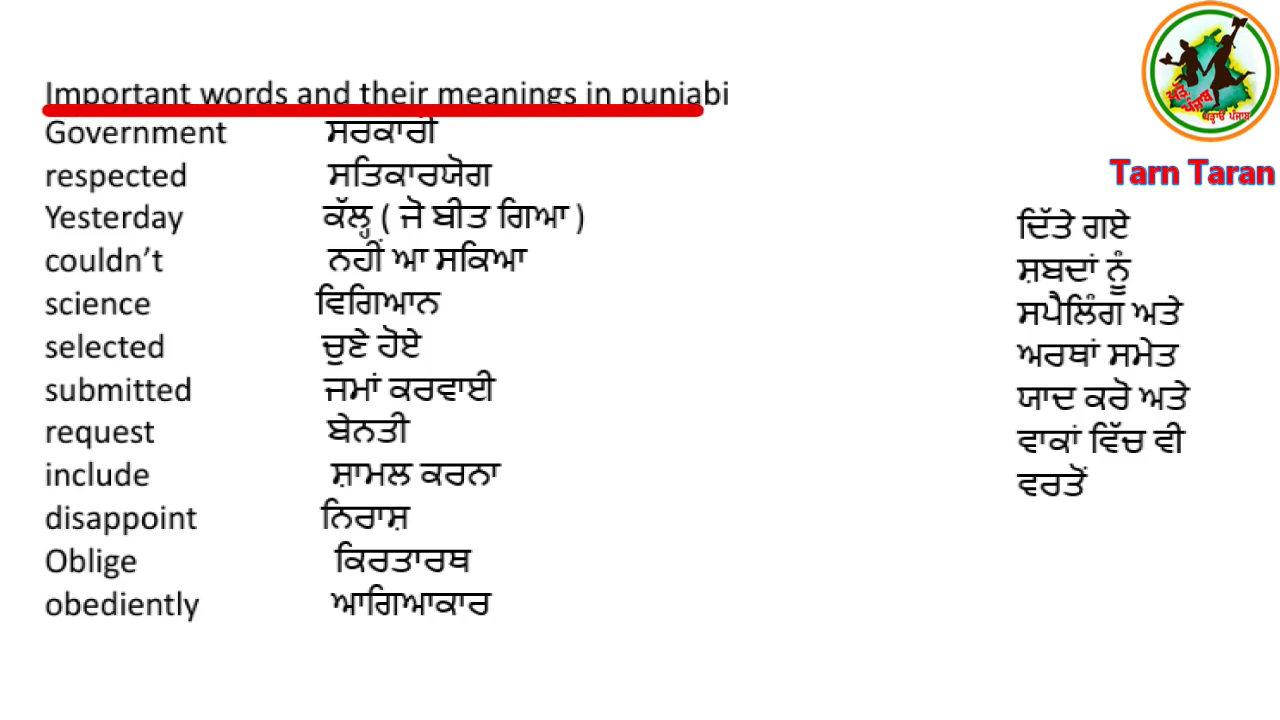 Important words and their meanings in punjabi
Government ਸਰਕਾਰੀ
respected ਸਤਿਕਾਰਯੋਗ
Yesterday ਕੱਲ੍ਹ ( ਜੋ ਬੀਤ ਗਿਆ )
couldn’t ਨਹੀਂ ਆ ਸਕਿਆ
science ਵਿਗਿਆਨ
selected ਚੁਣੇ ਹੋਏ
submitted ਜਮਾਂ ਕਰਵਾਈ
request ਬੇਨਤੀ
include ਸ਼ਾਮਲ ਕਰਨਾ
disappoint ਨਿਰਾਸ਼
Oblige ਕਿਰਤਾਰਥ
obediently ਆਗਿਆਕਾਰ
ਪੜ੍ਹੋ ਪੰਜਾਬ
ਪੜ੍ਹਾਓ ਪੰਜਾਬ
Tarn Taran
ਦਿੱਤੇ ਗਏ
ਸ਼ਬਦਾਂ ਨੂੰ
ਸਪੈਲਿੰਗ ਅਤੇ
ਅਰਥਾਂ ਸਮੇਤ
ਯਾਦ ਕਰੋ ਅਤੇ
ਵਾਕਾਂ ਵਿੱਚ ਵੀ
ਵਰਤੋਂ